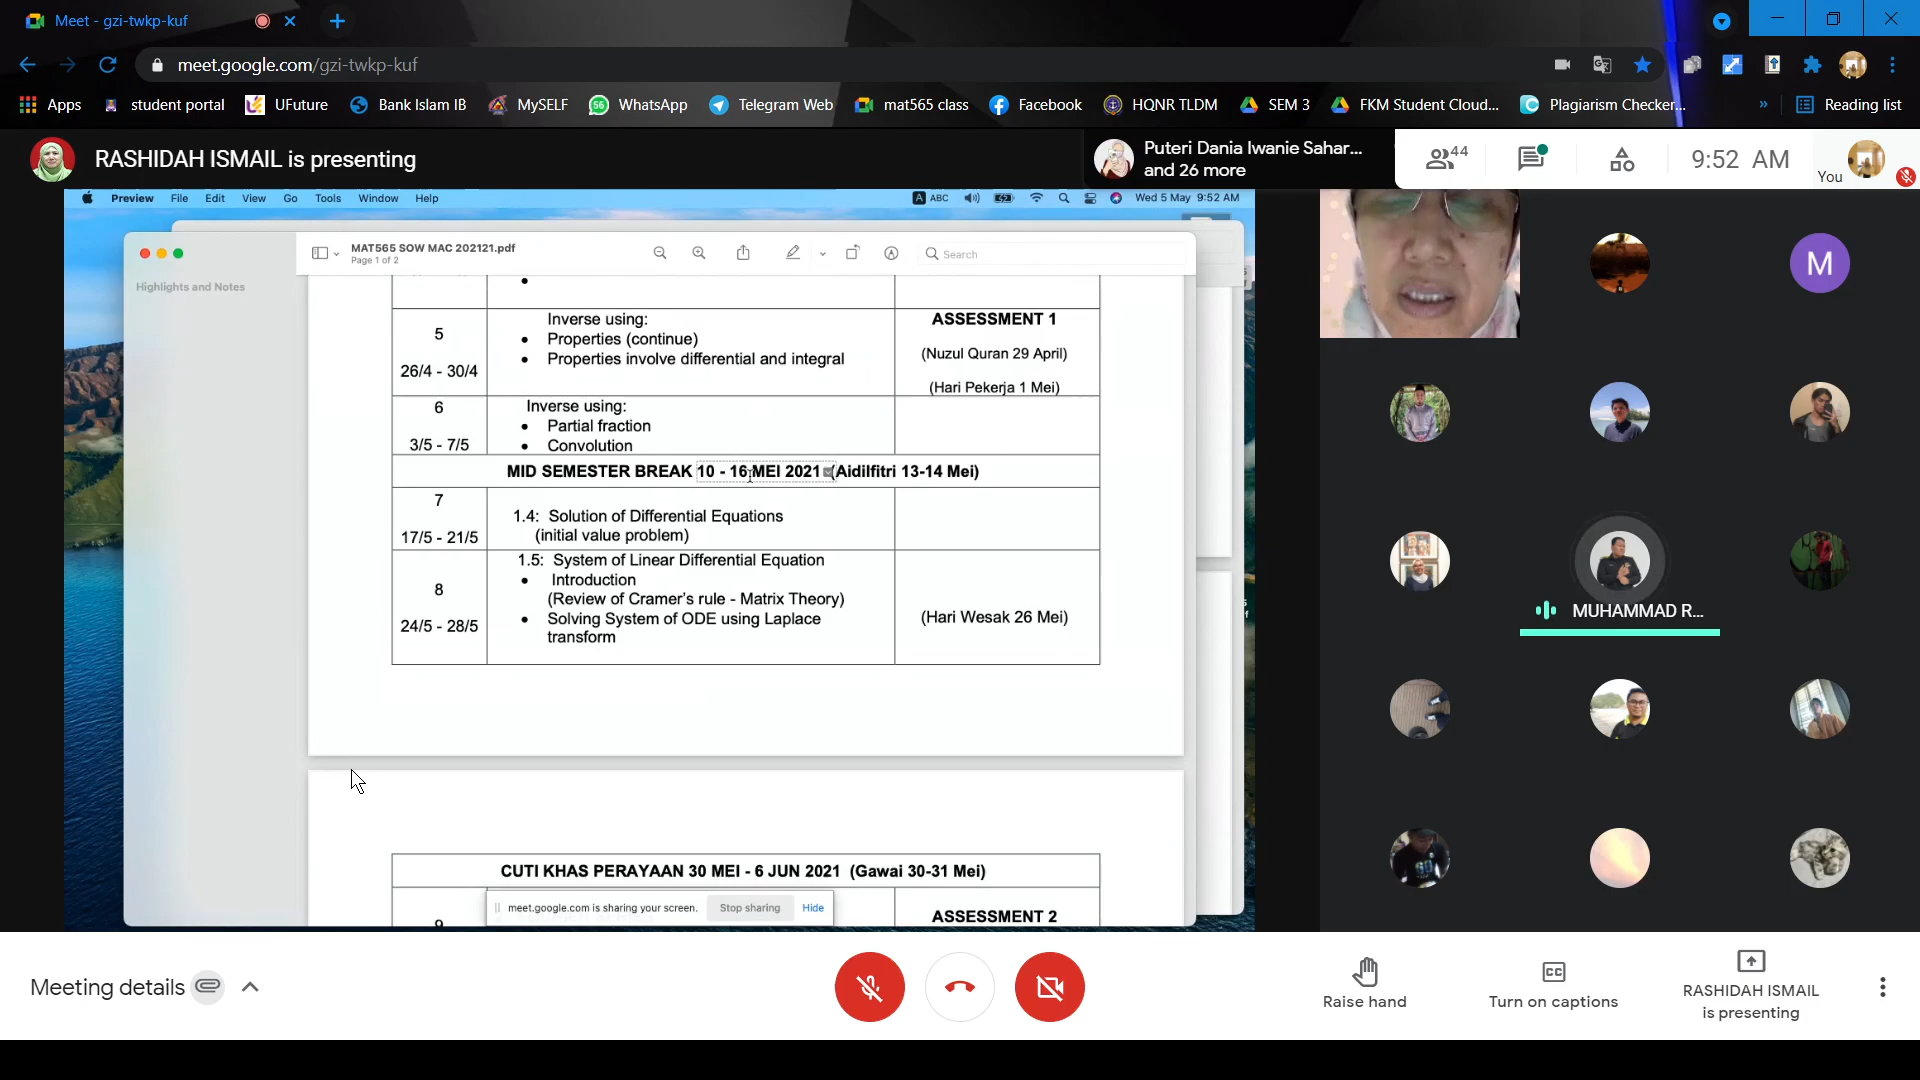 Meet - gzi-twkp-kuf
meet.google.com/gzi-twkp-kuf
Apps
student portal
UFuture
Bank Islam IB
MySELF
56
WhatsApp
Telegram Web
mat565 class
Facebook
HQNR TLDM
SEM 3
FKM Student Cloud...
Plagiarism Checker...
»
Reading list
RASHIDAH ISMAIL is presenting
Puteri Dania Iwanie Sahar...
and 26 more
44
9:52 AM
You
Preview File Edit View Go Tools Window Help
A ABC
Wed 5 May 9:52 AM
MAT565 SOW MAC 202121.pdf
Page 1 of 2
Search
Highlights and Notes
5
26/4 - 30/4
Inverse using:
• Properties (continue)
• Properties involve differential and integral
ASSESSMENT 1
(Nuzul Quran 29 April)
(Hari Pekerja 1 Mei)
6
3/5 - 7/5
Inverse using:
• Partial fraction
• Convolution
MID SEMESTER BREAK 10 - 16 MEI 2021 (Aidilfitri 13-14 Mei)
7
17/5 - 21/5
1.4: Solution of Differential Equations
(initial value problem)
8
24/5 - 28/5
1.5: System of Linear Differential Equation
• Introduction
(Review of Cramer's rule - Matrix Theory)
• Solving System of ODE using Laplace
transform
(Hari Wesak 26 Mei)
CUTI KHAS PERAYAAN 30 MEI - 6 JUN 2021 (Gawai 30-31 Mei)
9
ASSESSMENT 2
meet.google.com is sharing your screen.
Stop sharing
Hide
M
MUHAMMAD R...
Meeting details
Raise hand
Turn on captions
RASHIDAH ISMAIL
is presenting